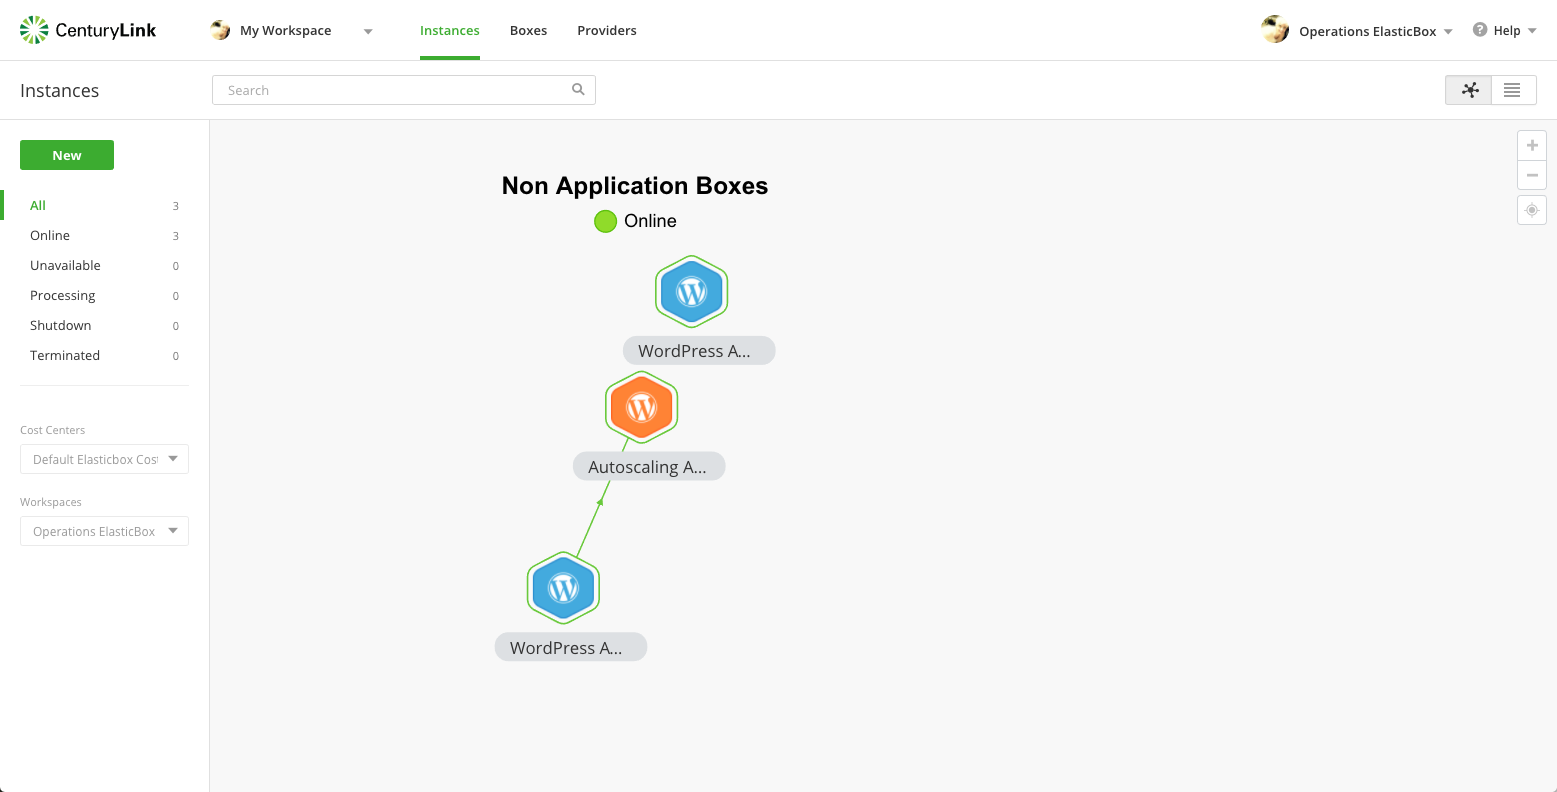 CenturyLink
My Workspace
Instances
Boxes
Providers
Operations ElasticBox
? Help
Instances
Search
New
All 3
Online 3
Unavailable 0
Processing 0
Shutdown 0
Terminated 0
Cost Centers
Default Elasticbox Cost
Workspaces
Operations ElasticBox
Non Application Boxes
Online
WordPress A...
Autoscaling A...
WordPress A...